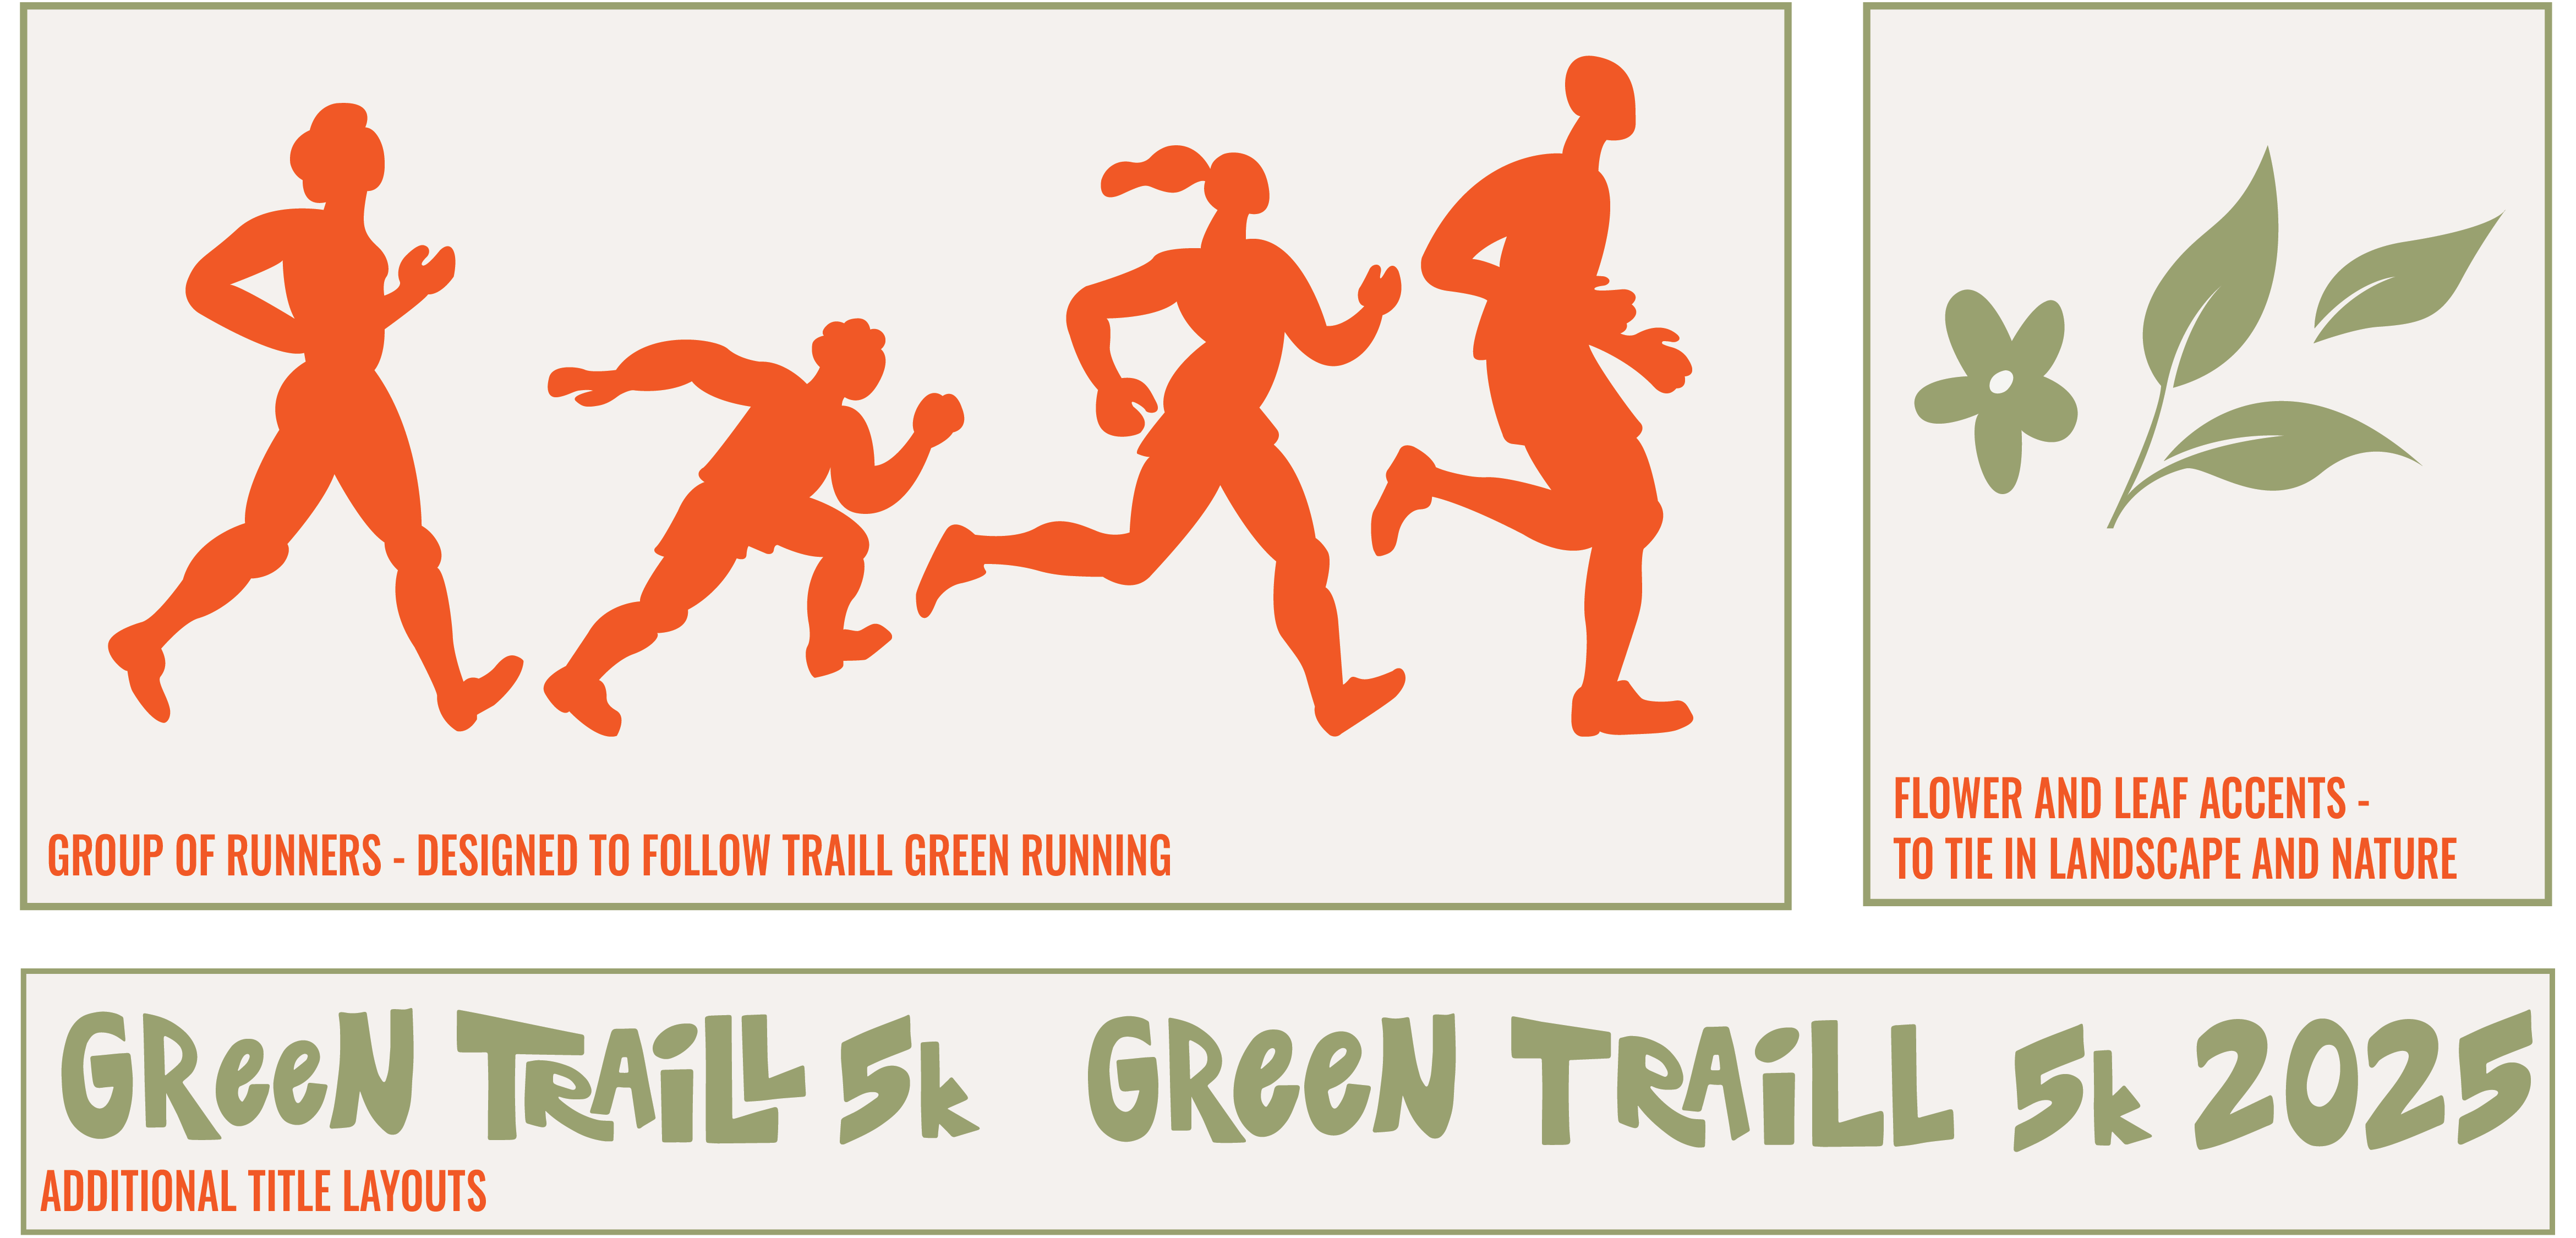 GROUP OF RUNNERS - DESIGNED TO FOLLOW TRAILL GREEN RUNNING
FLOWER AND LEAF ACCENTS -
TO TIE IN LANDSCAPE AND NATURE
GReeN TRAiLL 5k
GReeN TRAiLL 5k 2025
ADDITIONAL TITLE LAYOUTS